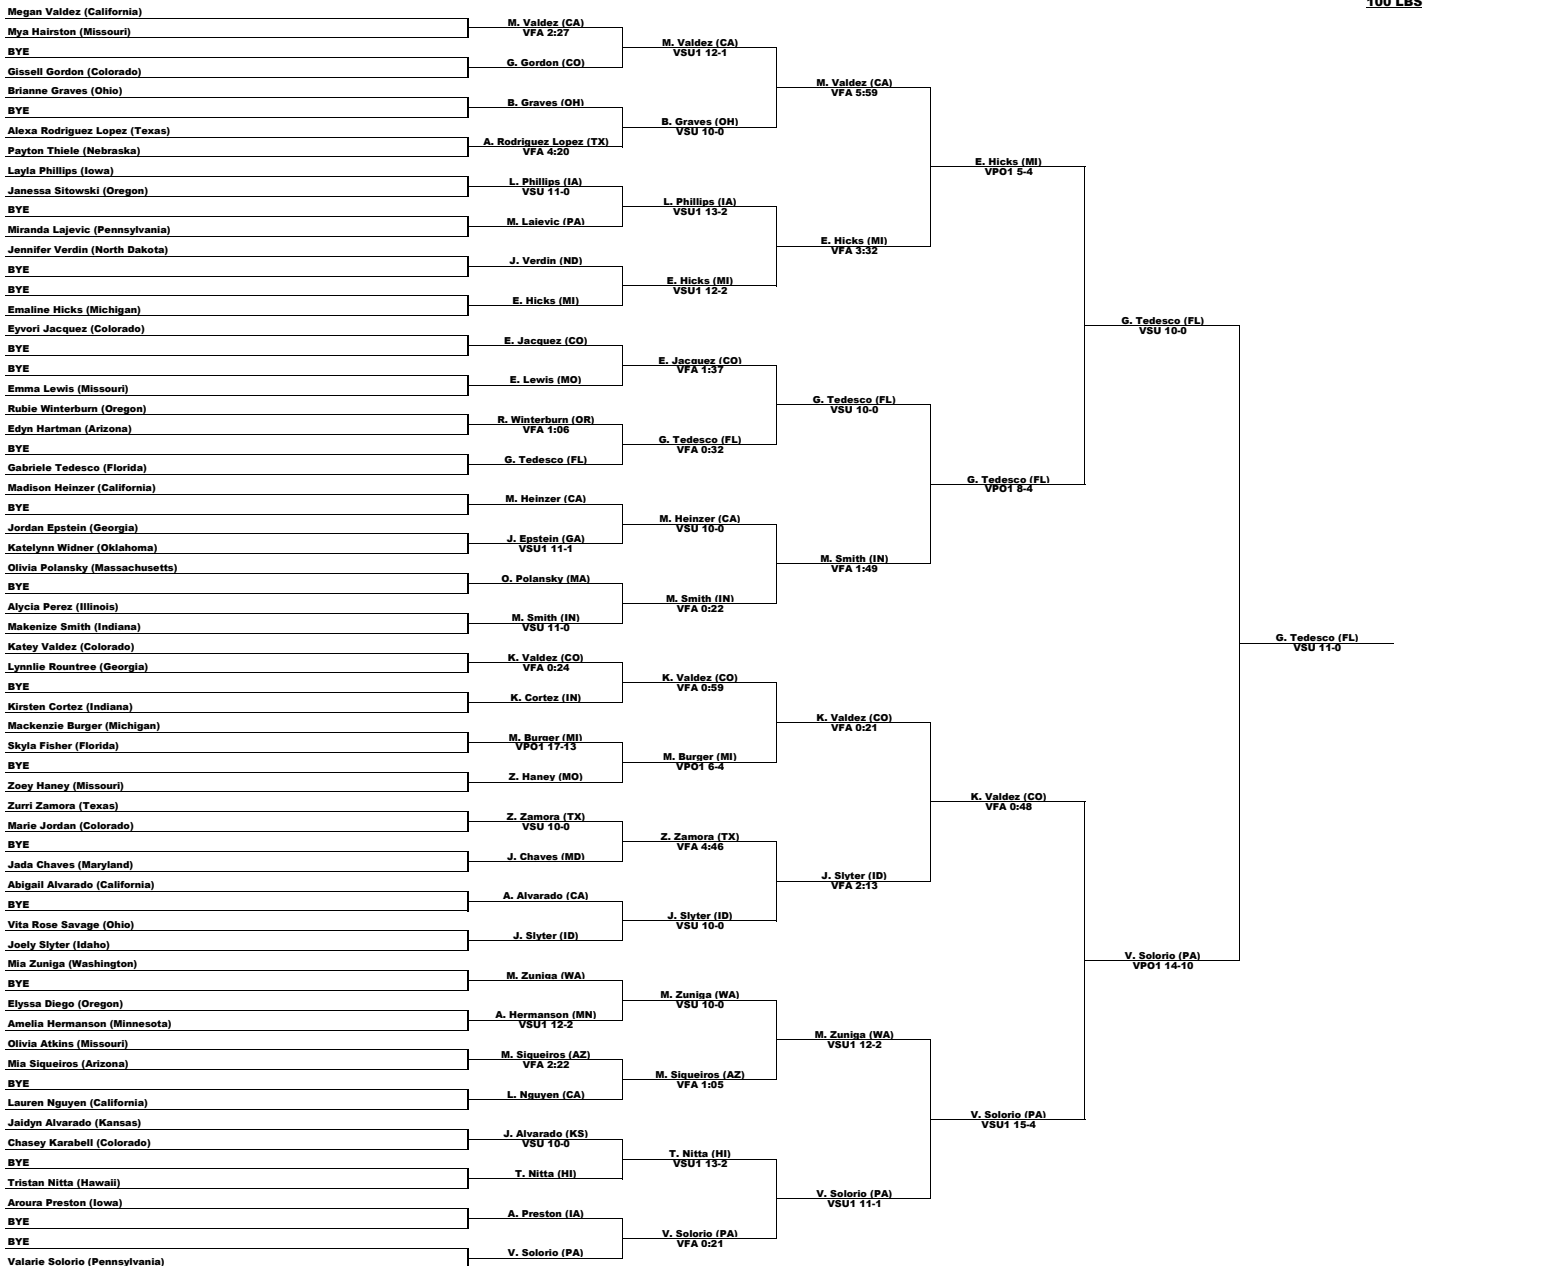 100 LBS
Megan Valdez (California)
Mya Hairston (Missouri)
BYE
Gissell Gordon (Colorado)
Brianne Graves (Ohio)
BYE
Alexa Rodriguez Lopez (Texas)
Payton Thiele (Nebraska)
Layla Phillips (Iowa)
Janessa Sitowski (Oregon)
BYE
Miranda Lajevic (Pennsylvania)
Jennifer Verdin (North Dakota)
BYE
BYE
Emaline Hicks (Michigan)
Eyvori Jacquez (Colorado)
BYE
BYE
Emma Lewis (Missouri)
Rubie Winterburn (Oregon)
Edyn Hartman (Arizona)
BYE
Gabriele Tedesco (Florida)
Madison Heinzer (California)
BYE
Jordan Epstein (Georgia)
Katelynn Widner (Oklahoma)
Olivia Polansky (Massachusetts)
BYE
Alycia Perez (Illinois)
Makenize Smith (Indiana)
Katey Valdez (Colorado)
Lynnlie Rountree (Georgia)
BYE
Kirsten Cortez (Indiana)
Mackenzie Burger (Michigan)
Skyla Fisher (Florida)
BYE
Zoey Haney (Missouri)
Zurri Zamora (Texas)
Marie Jordan (Colorado)
BYE
Jada Chaves (Maryland)
Abigail Alvarado (California)
BYE
Vita Rose Savage (Ohio)
Joely Slyter (Idaho)
Mia Zuniga (Washington)
BYE
Elyssa Diego (Oregon)
Amelia Hermanson (Minnesota)
Olivia Atkins (Missouri)
Mia Siqueiros (Arizona)
BYE
Lauren Nguyen (California)
Jaidyn Alvarado (Kansas)
Chasey Karabell (Colorado)
BYE
Tristan Nitta (Hawaii)
Aroura Preston (Iowa)
BYE
BYE
Valarie Solorio (Pennsylvania)
M. Valdez (CA)
VFA 2:27
G. Gordon (CO)
B. Graves (OH)
A. Rodriguez Lopez (TX)
VFA 4:20
L. Phillips (IA)
VSU 11-0
M. Lajevic (PA)
J. Verdin (ND)
E. Hicks (MI)
E. Jacquez (CO)
E. Lewis (MO)
R. Winterburn (OR)
VFA 1:06
G. Tedesco (FL)
M. Heinzer (CA)
J. Epstein (GA)
VSU1 11-1
O. Polansky (MA)
M. Smith (IN)
VSU 11-0
K. Valdez (CO)
VFA 0:24
K. Cortez (IN)
M. Burger (MI)
VPO1 17-13
Z. Haney (MO)
Z. Zamora (TX)
VSU 10-0
J. Chaves (MD)
A. Alvarado (CA)
J. Slyter (ID)
M. Zuniga (WA)
A. Hermanson (MN)
VSU1 12-2
M. Siqueiros (AZ)
VFA 2:22
L. Nguyen (CA)
J. Alvarado (KS)
VSU 10-0
T. Nitta (HI)
A. Preston (IA)
V. Solorio (PA)
M. Valdez (CA)
VSU1 12-1
B. Graves (OH)
VSU 10-0
L. Phillips (IA)
VSU1 13-2
E. Hicks (MI)
VSU1 12-2
E. Jacquez (CO)
VFA 1:37
G. Tedesco (FL)
VFA 0:32
M. Heinzer (CA)
VSU 10-0
M. Smith (IN)
VFA 0:22
K. Valdez (CO)
VFA 0:59
M. Burger (MI)
VPO1 6-4
Z. Zamora (TX)
VFA 4:46
J. Slyter (ID)
VSU 10-0
M. Zuniga (WA)
VSU 10-0
M. Siqueiros (AZ)
VFA 1:05
T. Nitta (HI)
VSU1 13-2
V. Solorio (PA)
VFA 0:21
M. Valdez (CA)
VFA 5:59
E. Hicks (MI)
VFA 3:32
G. Tedesco (FL)
VSU 10-0
M. Smith (IN)
VFA 1:49
K. Valdez (CO)
VFA 0:21
J. Slyter (ID)
VFA 2:13
M. Zuniga (WA)
VSU1 12-2
V. Solorio (PA)
VSU1 11-1
E. Hicks (MI)
VPO1 5-4
G. Tedesco (FL)
VPO1 8-4
K. Valdez (CO)
VFA 0:48
V. Solorio (PA)
VSU1 15-4
G. Tedesco (FL)
VSU 10-0
V. Solorio (PA)
VPO1 14-10
G. Tedesco (FL)
VSU 11-0